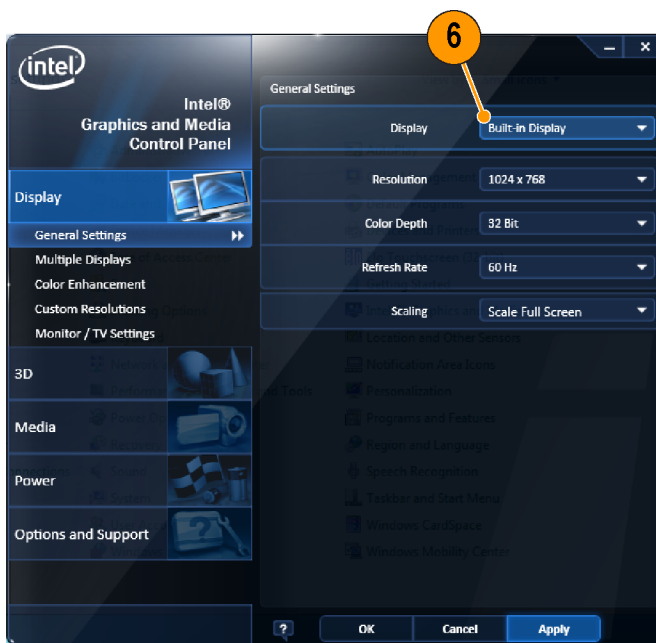 6
intel
Intel®
Graphics and Media
Control Panel
General Settings
Display Built-in Display
Resolution 1024 x 768
Color Depth 32 Bit
Refresh Rate 60 Hz
Scaling Scale Full Screen
Display
General Settings
Multiple Displays
Color Enhancement
Custom Resolutions
Monitor / TV Settings
3D
Media
Power
Options and Support
Getting Started
Location and Other Sensors
Notification Area Icons
Personalization
Programs and Features
Region and Language
Speech Recognition
Taskbar and Start Menu
Windows CardSpace
Windows Mobility Center
?
OK Cancel Apply